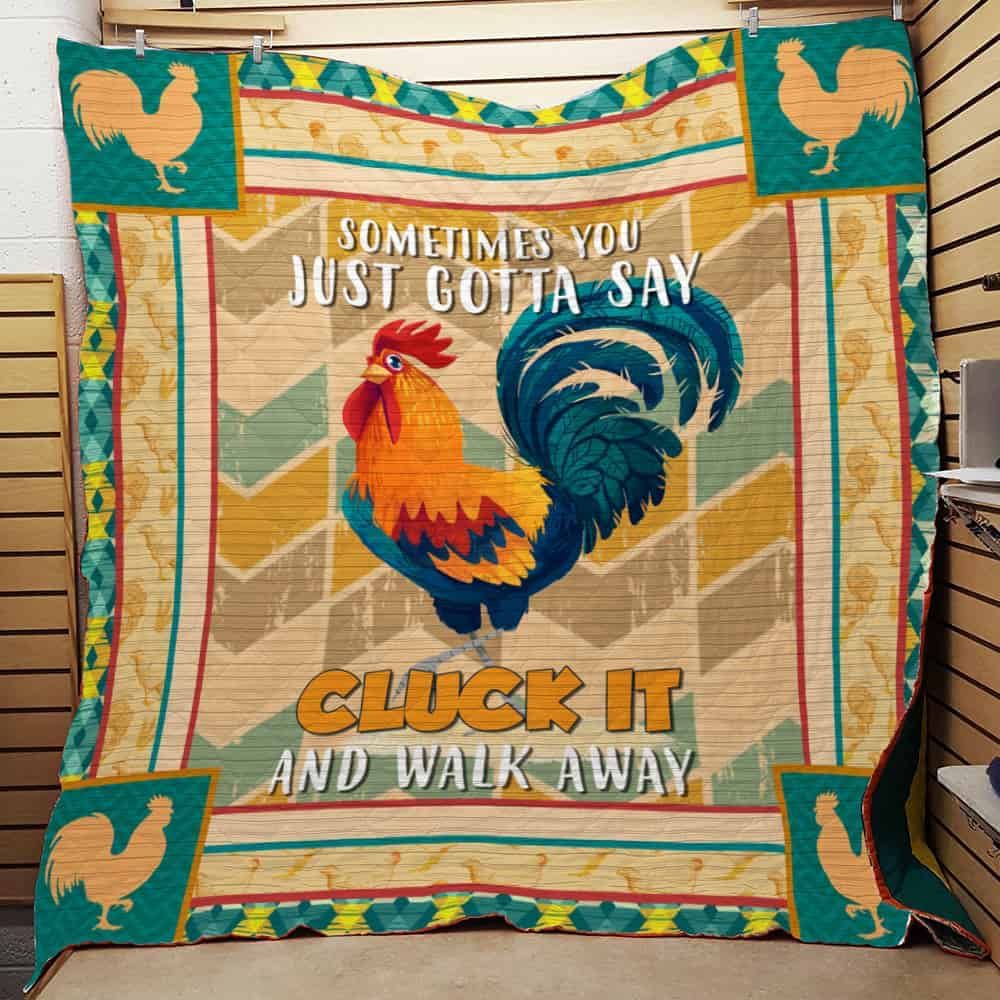 SOMETIMES YOU
JUST GOTTA SAY
CLUCK IT
AND WALK AWAY